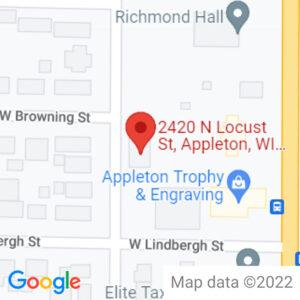 Richmond Hall
W Browning St
2420 N Locust
St, Appleton, WI...
Appleton Trophy
& Engraving
ergh St
W Lindbergh St
Google
Elite Tax
Map data ©2022